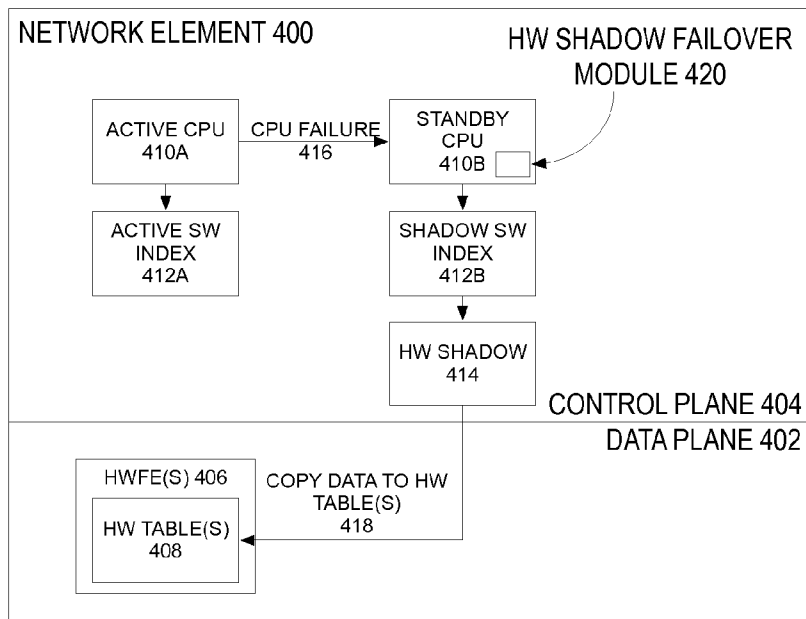 NETWORK ELEMENT 400
HW SHADOW FAILOVER
MODULE 420
ACTIVE CPU
410A
CPU FAILURE
416
STANDBY
CPU
410B
ACTIVE SW
INDEX
412A
SHADOW SW
INDEX
412B
HW SHADOW
414
CONTROL PLANE 404
DATA PLANE 402
HWFE(S) 406
HW TABLE(S)
408
COPY DATA TO HW
TABLE(S)
418